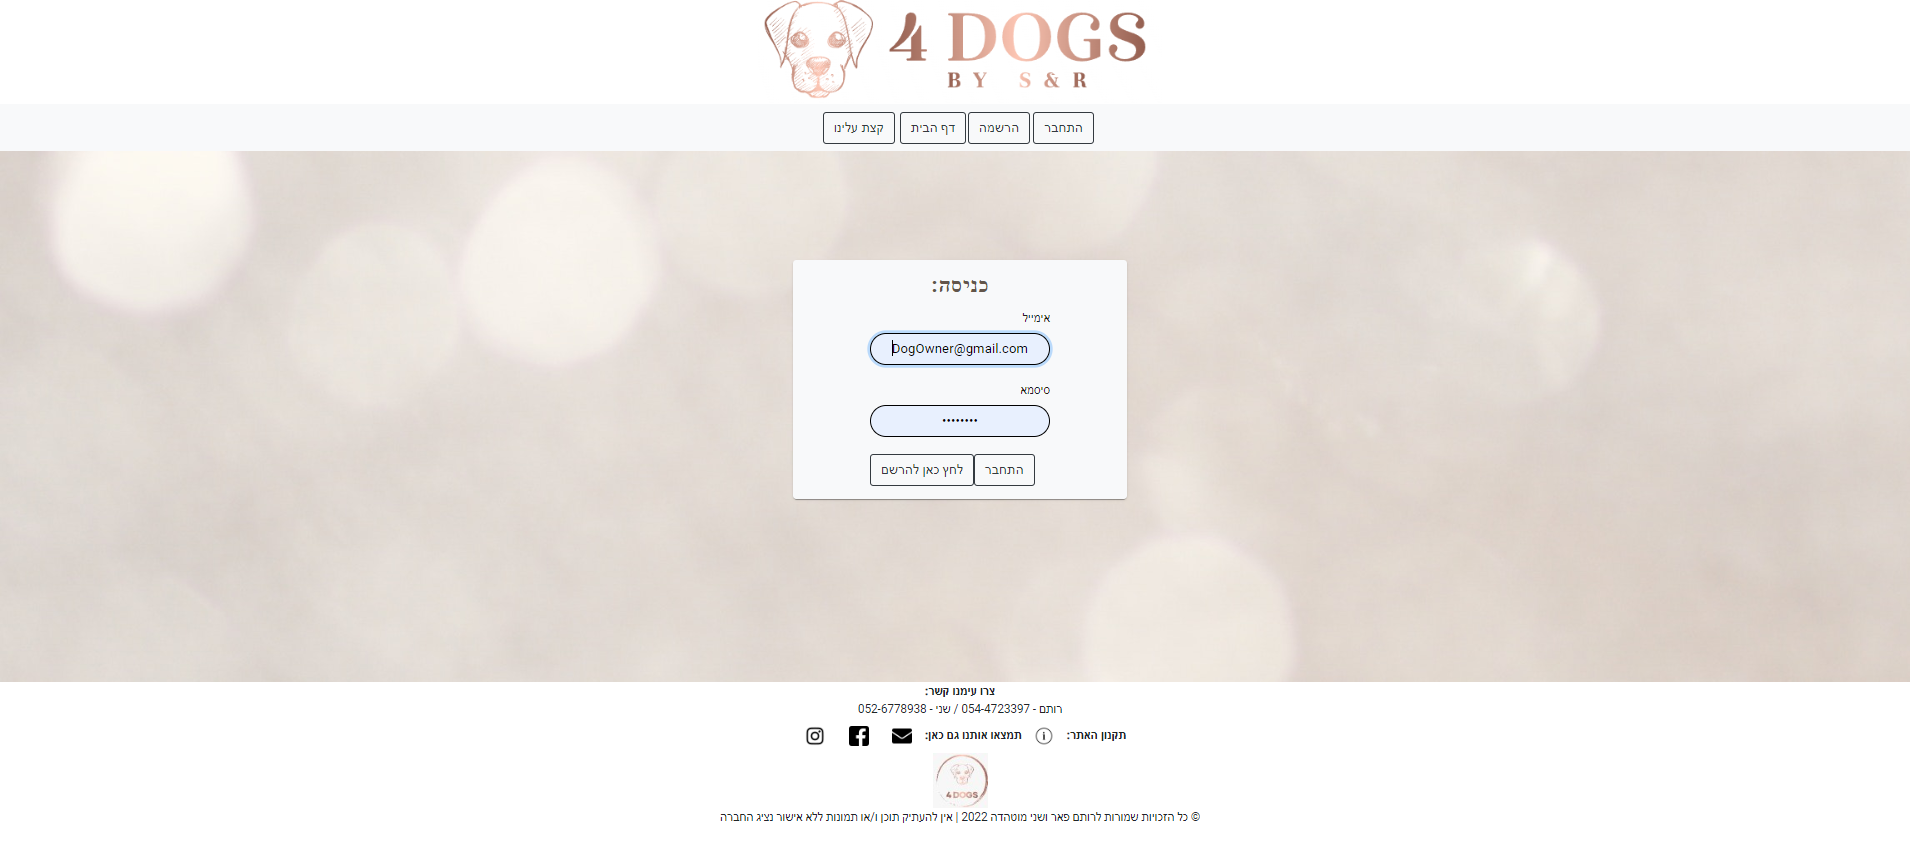 4 DOGS
BY S&R
התחבר הרשמה דף הבית קצת עלינו
כניסה:
אימייל
DogOwner@gmail.com
סיסמא
••••••••
התחבר לחץ כאן להרשם
צרו עימנו קשר:
רותם - 054-4723397 / שני - 052-6778938
תקנון האתר: תמצאו אותנו גם כאן:
4 DOGS
© כל הזכויות שמורות לרותם פאר ושני מוטהדה 2022 | אין להעתיק תוכן ו/או תמונות ללא אישור נציג החברה